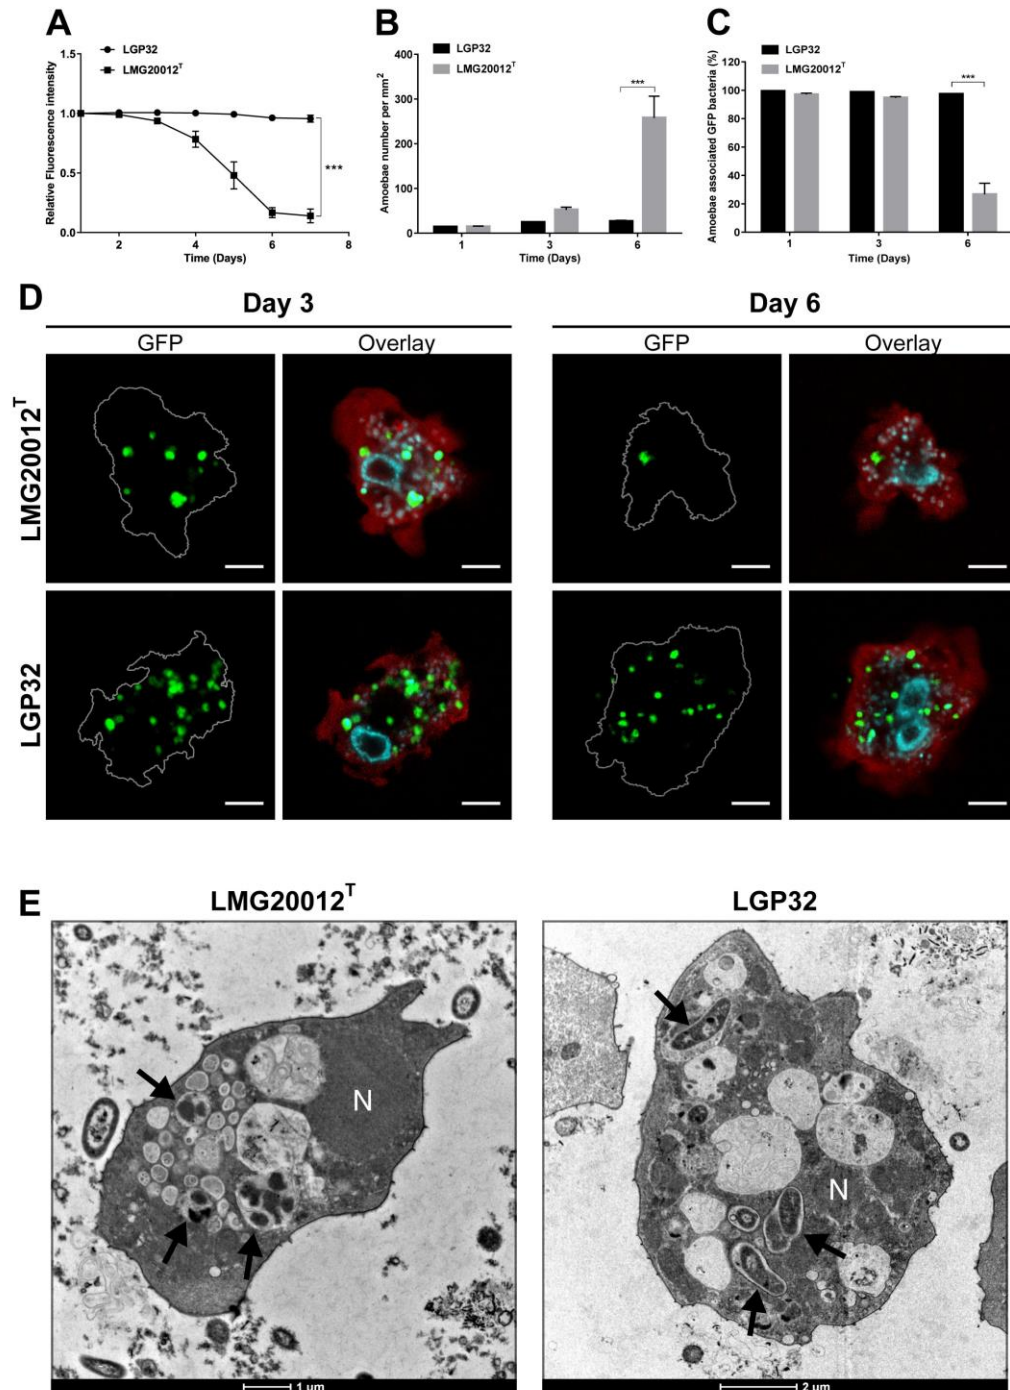 A
LGP32
LMG20012ᵀ
Relative Fluorescence intensity
1.5
1.0
0.5
0.0
2
4
6
8
Time (Days)
***
B
LGP32
LMG20012ᵀ
Amoebae number per mm²
400
300
200
100
0
1
3
6
Time (Days)
***
C
LGP32
LMG20012ᵀ
Amoebae associated GFP bacteria (%)
120
100
80
60
40
20
0
1
3
6
Time (Days)
***
D
Day 3
Day 6
GFP
Overlay
GFP
Overlay
LMG20012ᵀ
LGP32
E
LMG20012ᵀ
LGP32
N
N
1 µm
2 µm